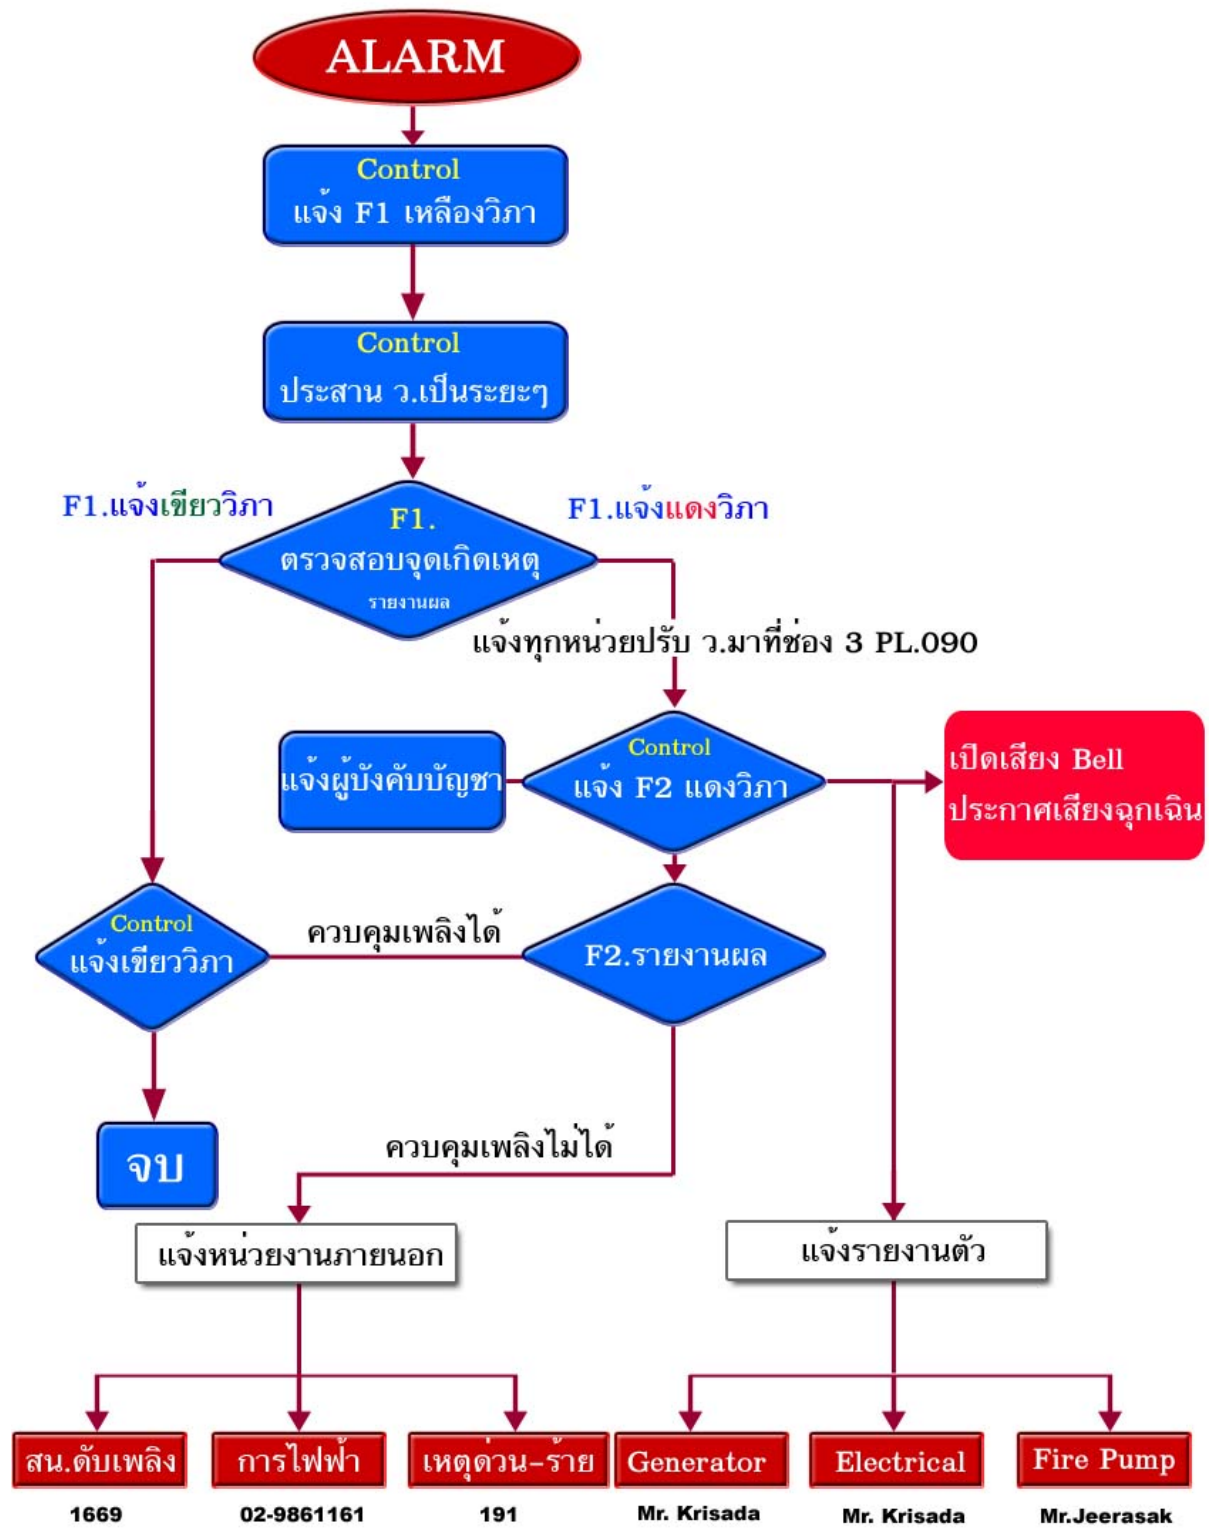 ALARM
Control
แจ้ง F1 เหลืองวิภา
Control
ประสาน ว.เป็นระยะๆ
F1.แจ้งเขียววิภา
F1.แจ้งแดงวิภา
F1.
ตรวจสอบจุดเกิดเหตุ
รายงานผล
แจ้งทุกหน่วยปรับ ว.มาที่ช่อง 3 PL.090
แจ้งผู้บังคับบัญชา
Control
แจ้ง F2 แดงวิภา
เปิดเสียง Bell
ประกาศเสียงฉุกเฉิน
Control
แจ้งเขียววิภา
ควบคุมเพลิงได้
F2.รายงานผล
จบ
ควบคุมเพลิงไม่ได้
แจ้งหน่วยงานภายนอก
แจ้งรายงานตัว
สน.ดับเพลิง
การไฟฟ้า
เหตุด่วน-ร้าย
Generator
Electrical
Fire Pump
1669
02-9861161
191
Mr. Krisada
Mr. Krisada
Mr.Jeerasak